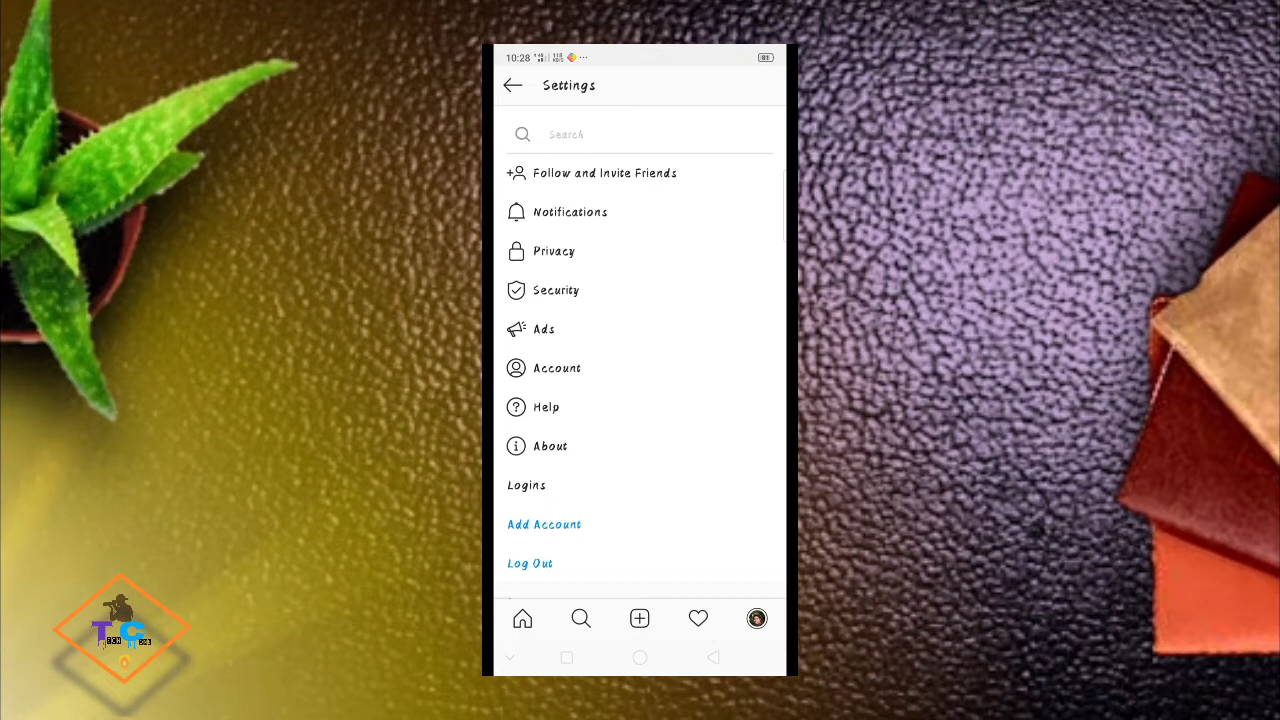 10:28
Settings
Search
Follow and Invite Friends
Notifications
Privacy
Security
Ads
Account
Help
About
Logins
Add Account
Log Out
T ECH C